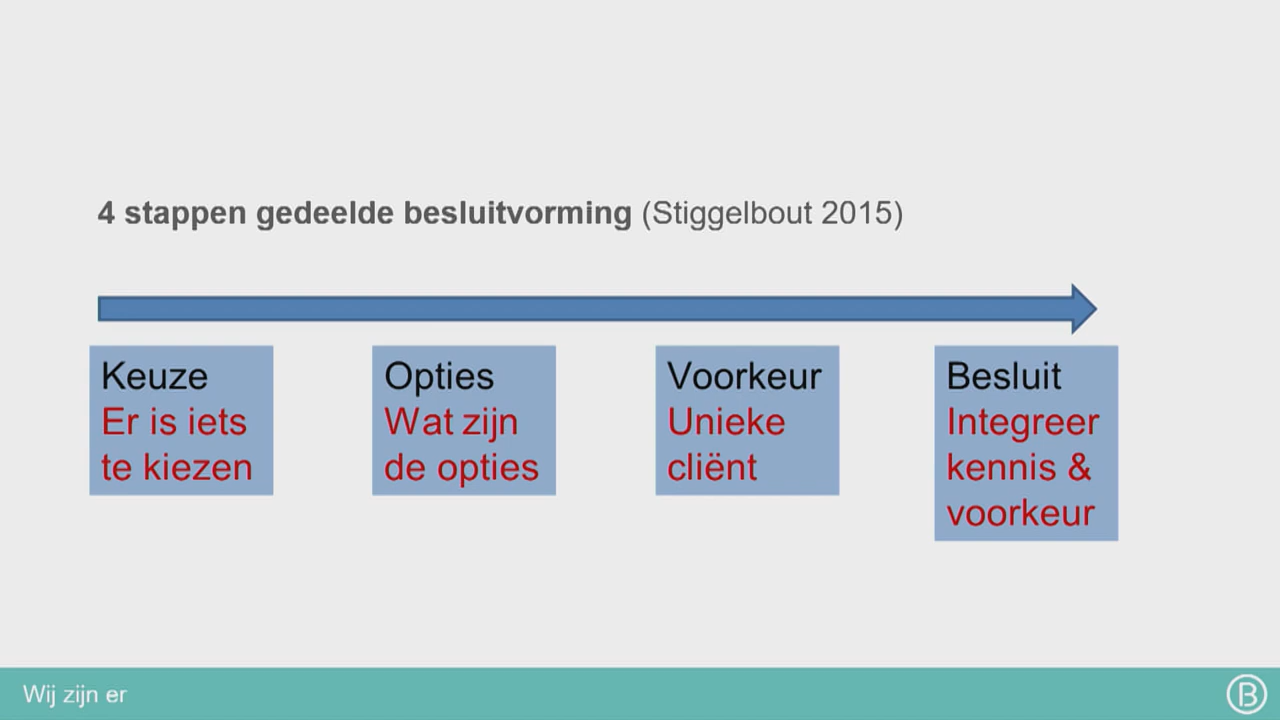 4 stappen gedeelde besluitvorming (Stiggelbout 2015)
Keuze
Er is iets
te kiezen
Opties
Wat zijn
de opties
Voorkeur
Unieke
cliënt
Besluit
Integreer
kennis &
voorkeur
Wij zijn er
B